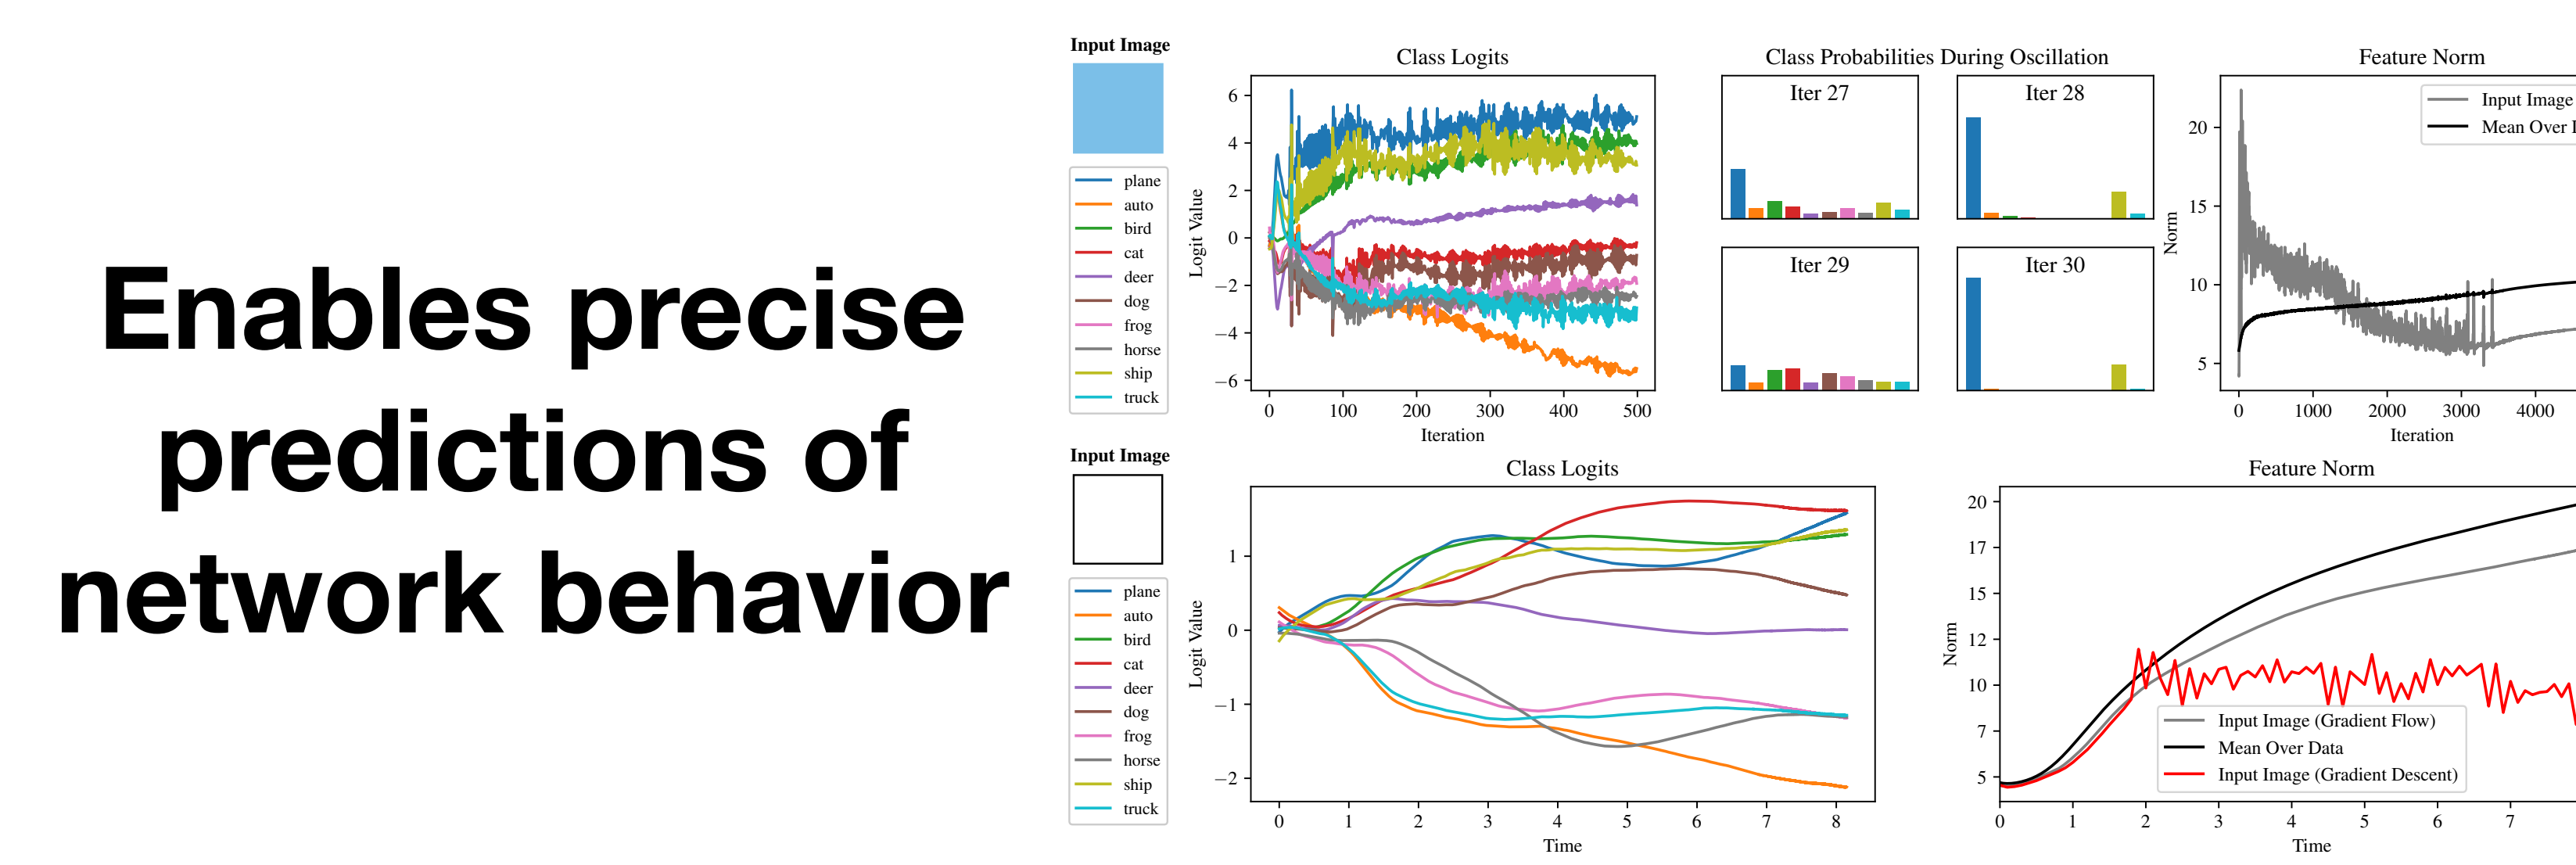 Enables precise
predictions of
network behavior
Input Image
plane
auto
bird
cat
deer
dog
frog
horse
ship
truck
Class Logits
Logit Value
6
4
2
0
−2
−4
−6
0 100 200 300 400 500
Iteration
Class Probabilities During Oscillation
Iter 27
Iter 28
Iter 29
Iter 30
Feature Norm
Norm
20
15
10
5
Input Image
Mean Over
0 1000 2000 3000 4000
Iteration
Input Image
plane
auto
bird
cat
deer
dog
frog
horse
ship
truck
Class Logits
Logit Value
1
0
−1
−2
0 1 2 3 4 5 6 7 8
Time
Feature Norm
Norm
20
17
15
12
10
7
5
Input Image (Gradient Flow)
Mean Over Data
Input Image (Gradient Descent)
0 1 2 3 4 5 6 7
Time